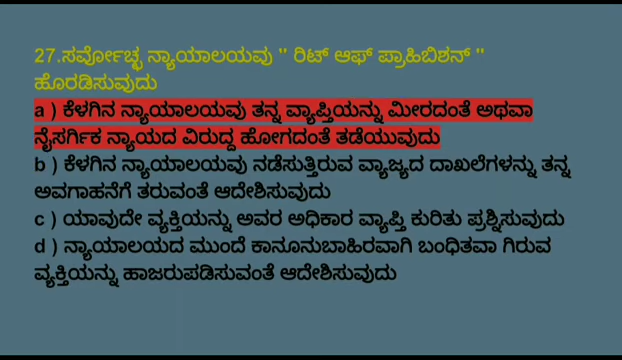 27.ಸರ್ವೋಚ್ಛ ನ್ಯಾಯಾಲಯವು " ರಿಟ್ ಆಫ್ ಪ್ರಾಹಿಬಿಶನ್ "
ಹೊರಡಿಸುವುದು
a ) ಕೆಳಗಿನ ನ್ಯಾಯಾಲಯವು ತನ್ನ ವ್ಯಾಪ್ತಿಯನ್ನು ಮೀರದಂತೆ ಅಥವಾ
ನೈಸರ್ಗಿಕ ನ್ಯಾಯದ ವಿರುದ್ದ ಹೋಗದಂತೆ ತಡೆಯುವುದು
b ) ಕೆಳಗಿನ ನ್ಯಾಯಾಲಯವು ನಡೆಸುತ್ತಿರುವ ವ್ಯಾಜ್ಯದ ದಾಖಲೆಗಳನ್ನು ತನ್ನ
ಅವಗಾಹನೆಗೆ ತರುವಂತೆ ಆದೇಶಿಸುವುದು
c ) ಯಾವುದೇ ವ್ಯಕ್ತಿಯನ್ನು ಅವರ ಅಧಿಕಾರ ವ್ಯಾಪ್ತಿ ಕುರಿತು ಪ್ರಶ್ನಿಸುವುದು
d ) ನ್ಯಾಯಾಲಯದ ಮುಂದೆ ಕಾನೂನುಬಾಹಿರವಾಗಿ ಬಂಧಿತವಾ ಗಿರುವ
ವ್ಯಕ್ತಿಯನ್ನು ಹಾಜರುಪಡಿಸುವಂತೆ ಆದೇಶಿಸುವುದು